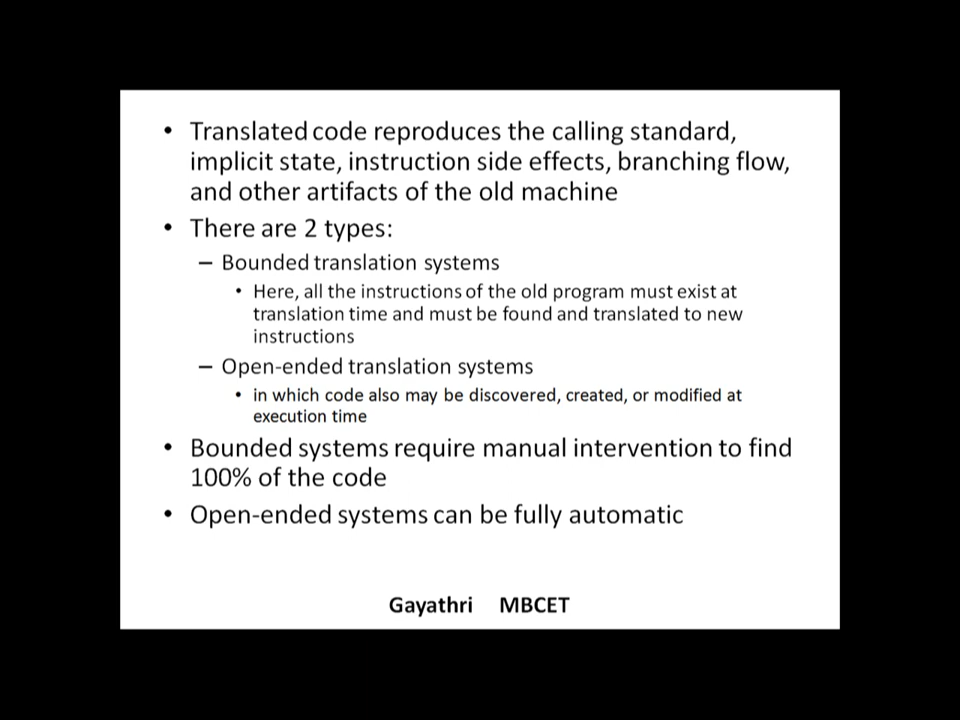 • Translated code reproduces the calling standard,
implicit state, instruction side effects, branching flow,
and other artifacts of the old machine
• There are 2 types:
– Bounded translation systems
• Here, all the instructions of the old program must exist at
translation time and must be found and translated to new
instructions
– Open-ended translation systems
• in which code also may be discovered, created, or modified at
execution time
• Bounded systems require manual intervention to find
100% of the code
• Open-ended systems can be fully automatic
Gayathri MBCET